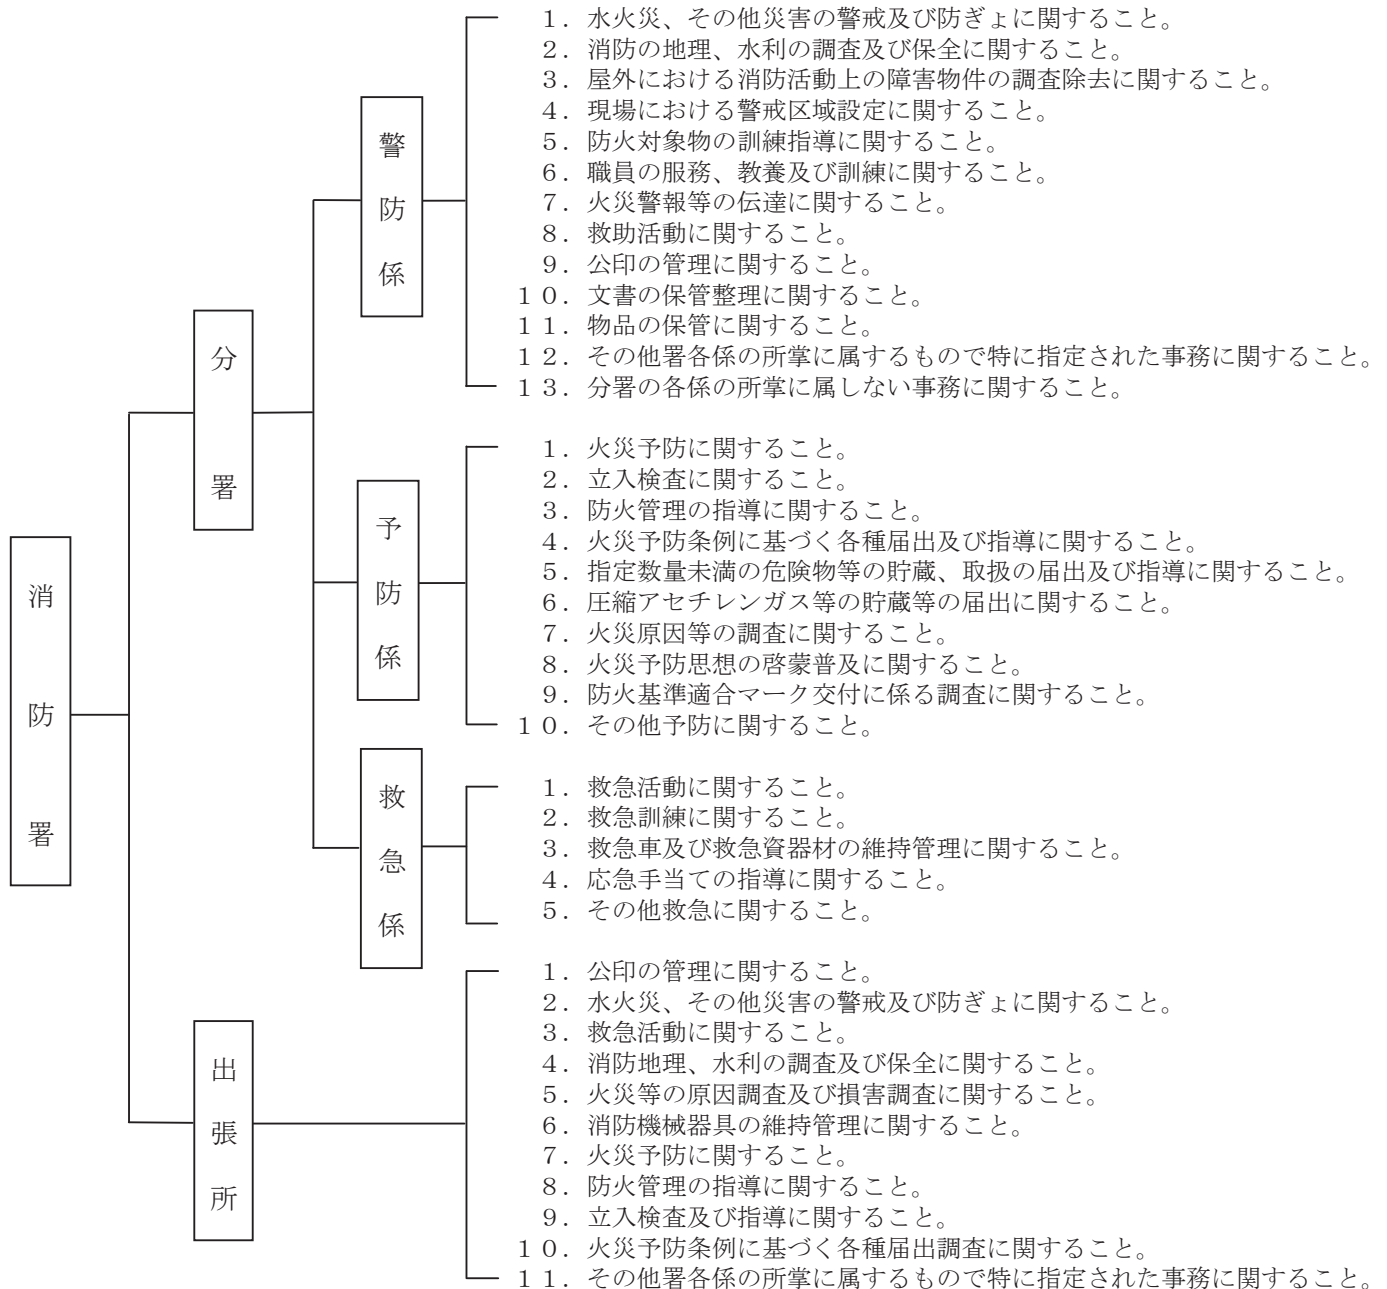 消防署
分署
警防係
１．水火災、その他災害の警戒及び防ぎょに関すること。
２．消防の地理、水利の調査及び保全に関すること。
３．屋外における消防活動上の障害物件の調査除去に関すること。
４．現場における警戒区域設定に関すること。
５．防火対象物の訓練指導に関すること。
６．職員の服務、教養及び訓練に関すること。
７．火災警報等の伝達に関すること。
８．救助活動に関すること。
９．公印の管理に関すること。
１０．文書の保管整理に関すること。
１１．物品の保管に関すること。
１２．その他署各係の所掌に属するもので特に指定された事務に関すること。
１３．分署の各係の所掌に属しない事務に関すること。
予防係
１．火災予防に関すること。
２．立入検査に関すること。
３．防火管理の指導に関すること。
４．火災予防条例に基づく各種届出及び指導に関すること。
５．指定数量未満の危険物等の貯蔵、取扱の届出及び指導に関すること。
６．圧縮アセチレンガス等の貯蔵等の届出に関すること。
７．火災原因等の調査に関すること。
８．火災予防思想の啓蒙普及に関すること。
９．防火基準適合マーク交付に係る調査に関すること。
１０．その他予防に関すること。
救急係
１．救急活動に関すること。
２．救急訓練に関すること。
３．救急車及び救急資器材の維持管理に関すること。
４．応急手当ての指導に関すること。
５．その他救急に関すること。
出張所
１．公印の管理に関すること。
２．水火災、その他災害の警戒及び防ぎょに関すること。
３．救急活動に関すること。
４．消防地理、水利の調査及び保全に関すること。
５．火災等の原因調査及び損害調査に関すること。
６．消防機械器具の維持管理に関すること。
７．火災予防に関すること。
８．防火管理の指導に関すること。
９．立入検査及び指導に関すること。
１０．火災予防条例に基づく各種届出調査に関すること。
１１．その他署各係の所掌に属するもので特に指定された事務に関すること。